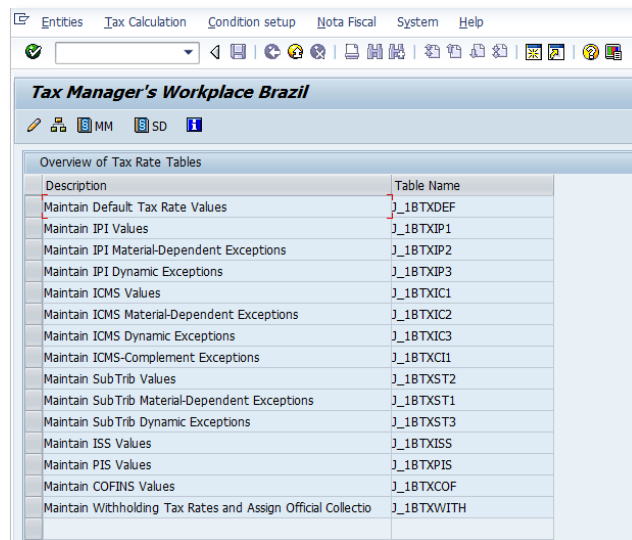 Entities Tax Calculation Condition setup Nota Fiscal System Help
Tax Manager's Workplace Brazil
MM SD
Overview of Tax Rate Tables
Description Table Name
Maintain Default Tax Rate Values J_1BTXDEF
Maintain IPI Values J_1BTXIP1
Maintain IPI Material-Dependent Exceptions J_1BTXIP2
Maintain IPI Dynamic Exceptions J_1BTXIP3
Maintain ICMS Values J_1BTXIC1
Maintain ICMS Material-Dependent Exceptions J_1BTXIC2
Maintain ICMS Dynamic Exceptions J_1BTXIC3
Maintain ICMS-Complement Exceptions J_1BTXCI1
Maintain SubTrib Values J_1BTXST2
Maintain SubTrib Material-Dependent Exceptions J_1BTXST1
Maintain SubTrib Dynamic Exceptions J_1BTXST3
Maintain ISS Values J_1BTXISS
Maintain PIS Values J_1BTXPIS
Maintain COFINS Values J_1BTXCOF
Maintain Withholding Tax Rates and Assign Official Collectio J_1BTXWITH